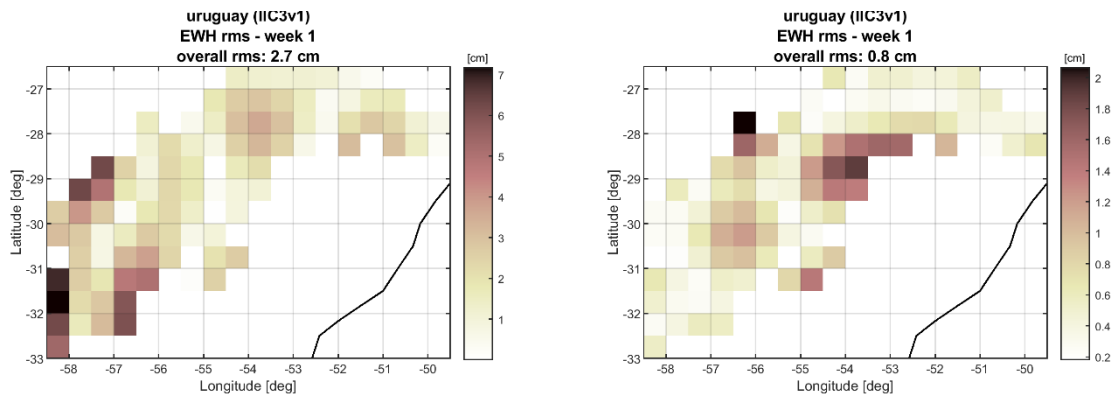 uruguay (IIC3v1)
EWH rms - week 1
overall rms: 2.7 cm
[cm]
7
6
5
4
3
2
1
-27
-28
-29
-30
-31
-32
-33
Latitude [deg]
-58 -57 -56 -55 -54 -53 -52 -51 -50
Longitude [deg]
uruguay (IIC3v1)
EWH rms - week 1
overall rms: 0.8 cm
[cm]
2
1.8
1.6
1.4
1.2
1
0.8
0.6
0.4
0.2
-27
-28
-29
-30
-31
-32
-33
Latitude [deg]
-58 -57 -56 -55 -54 -53 -52 -51 -50
Longitude [deg]